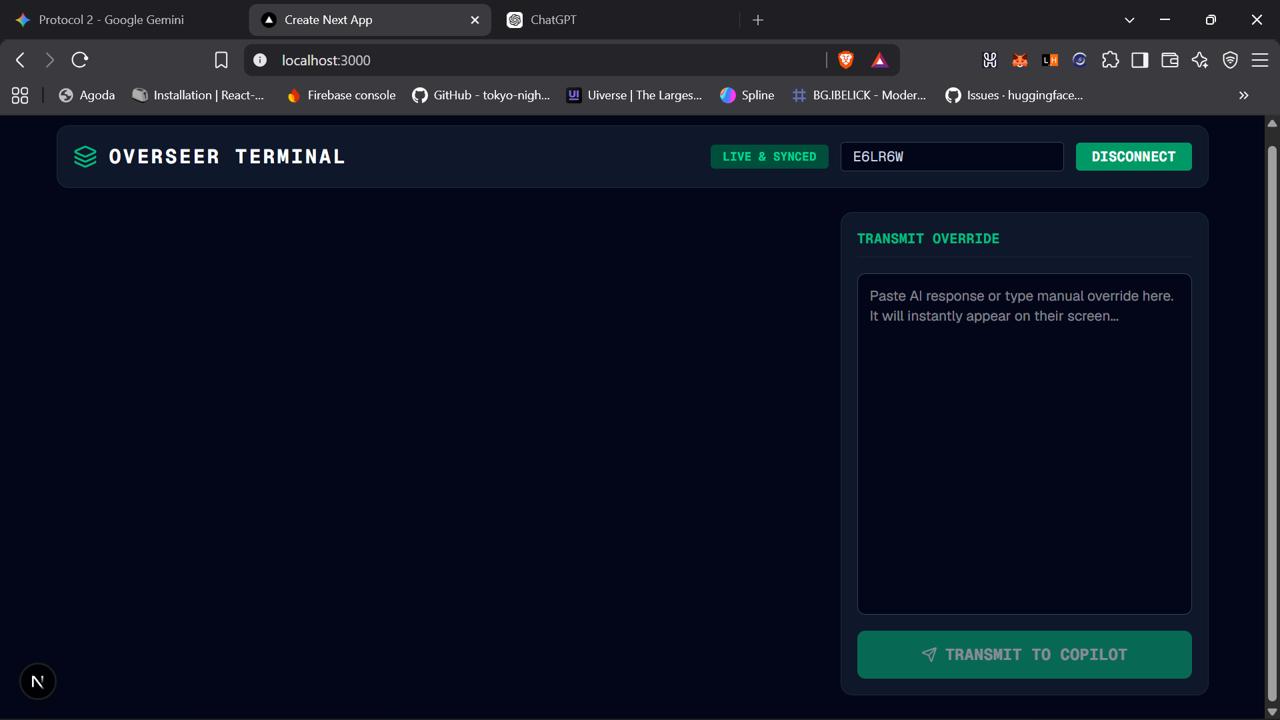 Protocol 2 - Google Gemini
Create Next App
ChatGPT
localhost:3000
Agoda
Installation | React-...
Firebase console
GitHub - tokyo-nigh...
UI
Uiverse | The Larges...
Spline
BG.IBELICK - Moder...
Issues · huggingface...
OVERSEER TERMINAL
LIVE & SYNCED
E6LR6W
DISCONNECT
TRANSMIT OVERRIDE
Paste AI response or type manual override here.
It will instantly appear on their screen...
TRANSMIT TO COPILOT
N